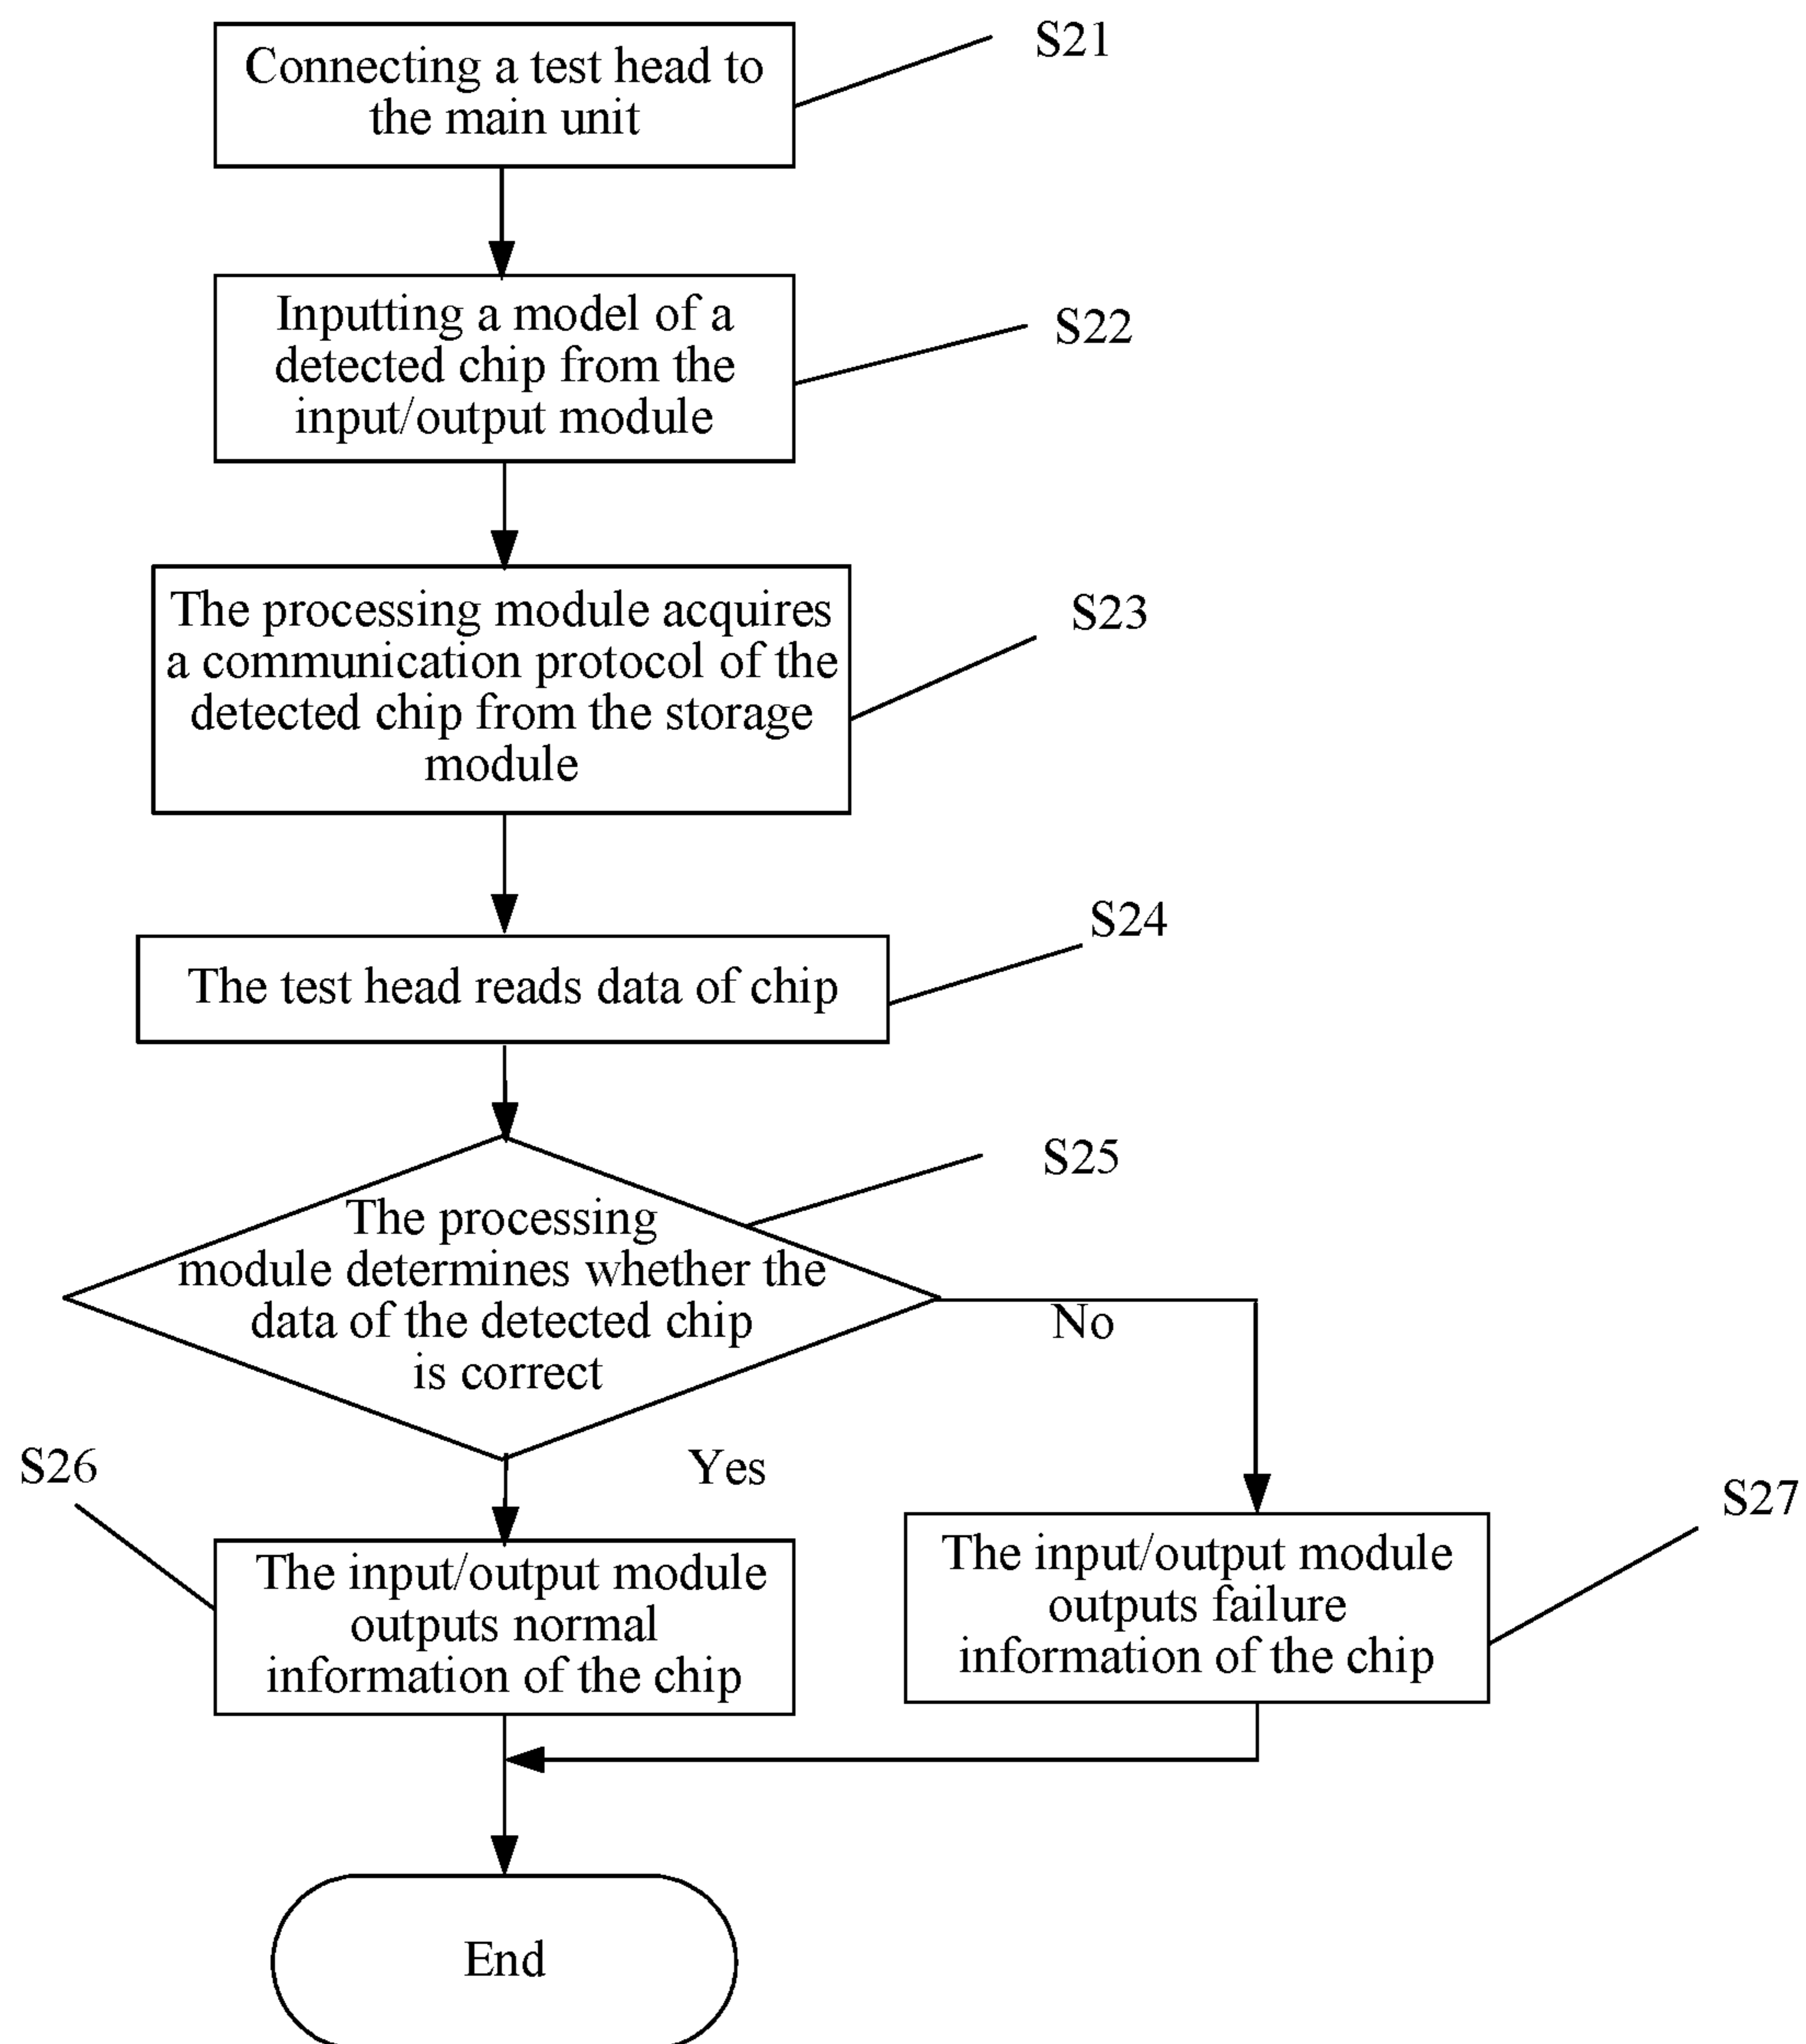 Connecting a test head to
the main unit
S21
Inputting a model of a
detected chip from the
input/output module
S22
The processing module acquires
a communication protocol of the
detected chip from the storage
module
S23
The test head reads data of chip
S24
The processing
module determines whether the
data of the detected chip
is correct
S25
No
Yes
S26
The input/output module
outputs normal
information of the chip
The input/output module
outputs failure
information of the chip
S27
End